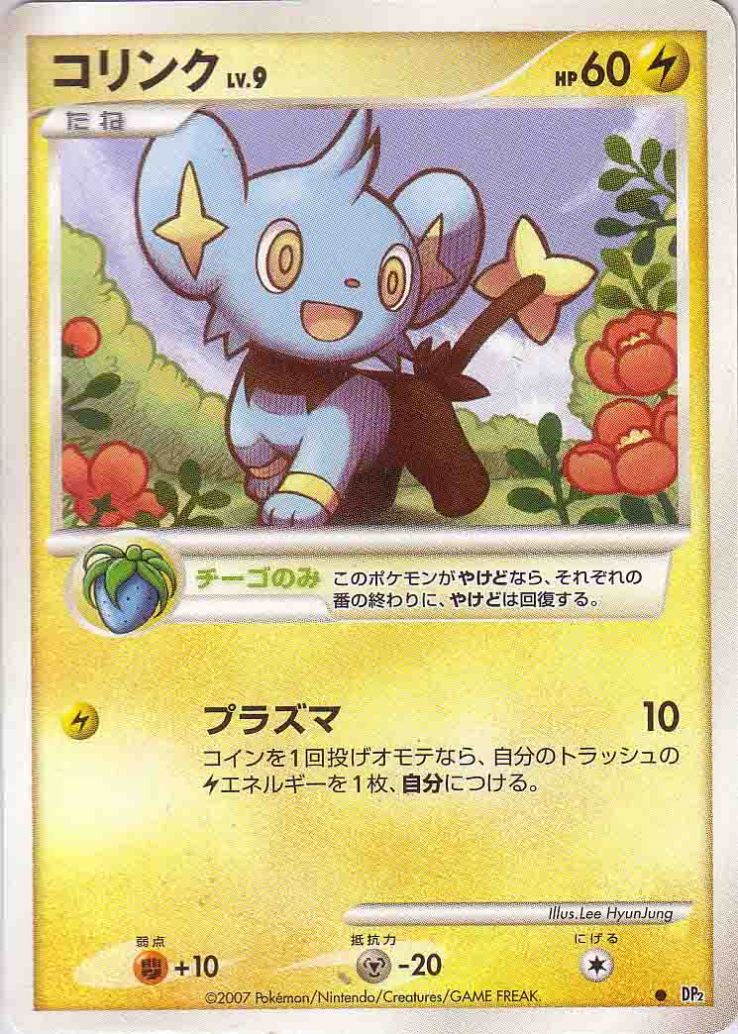 コリンク LV.9 HP60
たね
チーゴのみ このポケモンがやけどなら、それぞれの
番の終わりに、やけどは回復する。
プラズマ 10
コインを1回投げオモテなら、自分のトラッシュの
エネルギーを1枚、自分につける。
Illus.Lee HyunJung
弱点 抵抗力 にげる
闘+10 -20
©2007 Pokémon/Nintendo/Creatures/GAME FREAK.
DP2